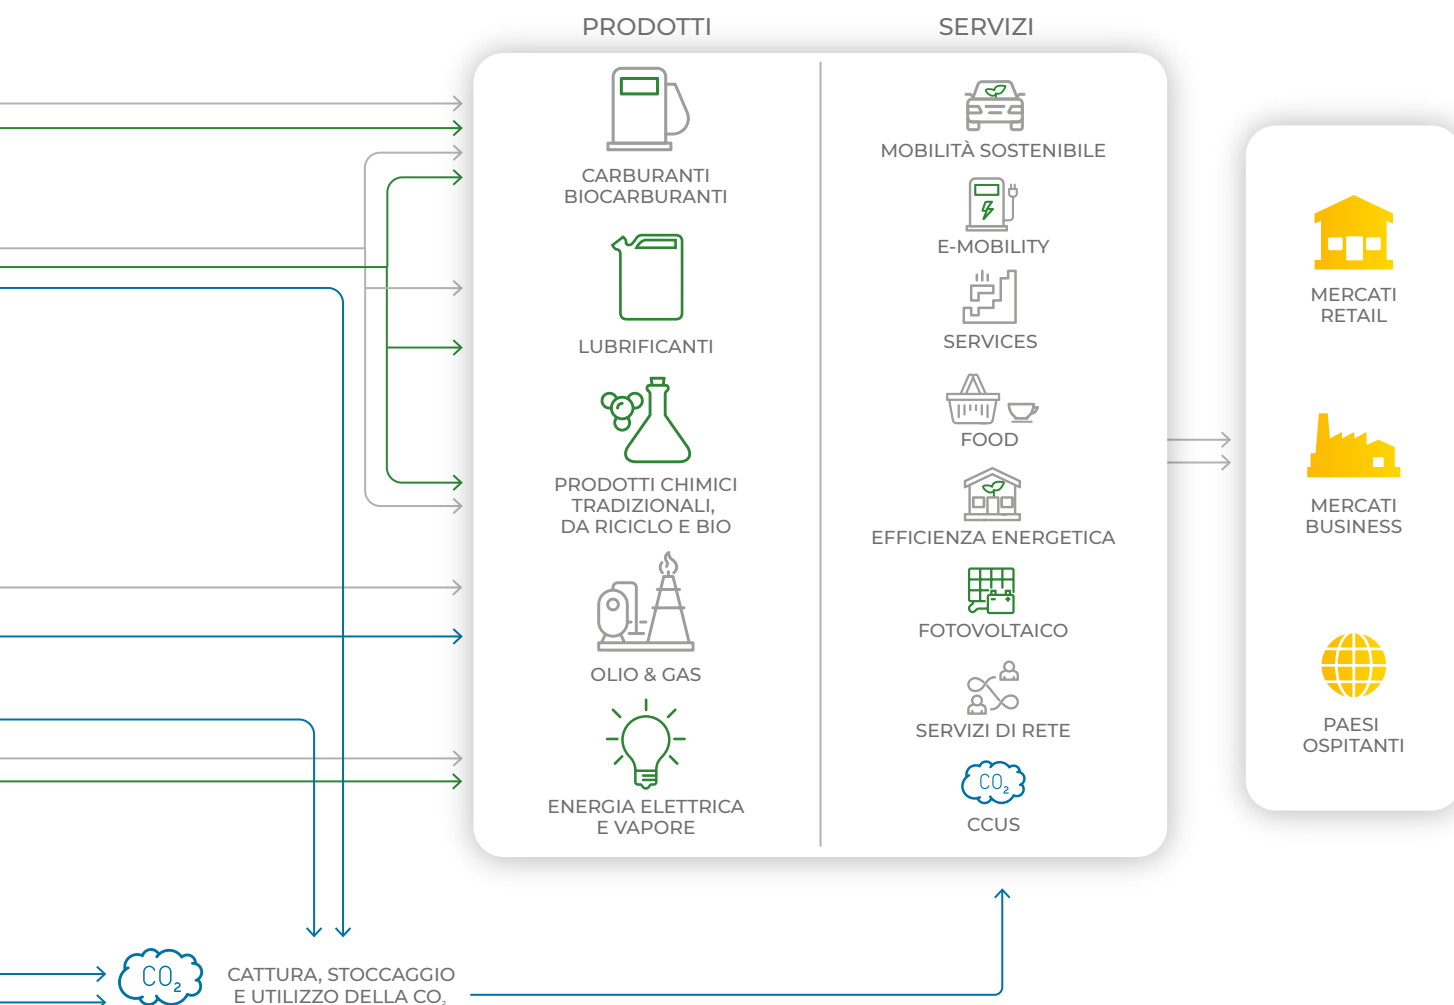 PRODOTTI
SERVIZI
CARBURANTI
BIOCARBURANTI
LUBRIFICANTI
PRODOTTI CHIMICI
TRADIZIONALI,
DA RICICLO E BIO
OLIO & GAS
ENERGIA ELETTRICA
E VAPORE
MOBILITÀ SOSTENIBILE
E-MOBILITY
SERVICES
FOOD
EFFICIENZA ENERGETICA
FOTOVOLTAICO
SERVIZI DI RETE
CO₂
CCUS
MERCATI
RETAIL
MERCATI
BUSINESS
PAESI
OSPITANTI
CO₂
CATTURA, STOCCAGGIO
E UTILIZZO DELLA CO₂